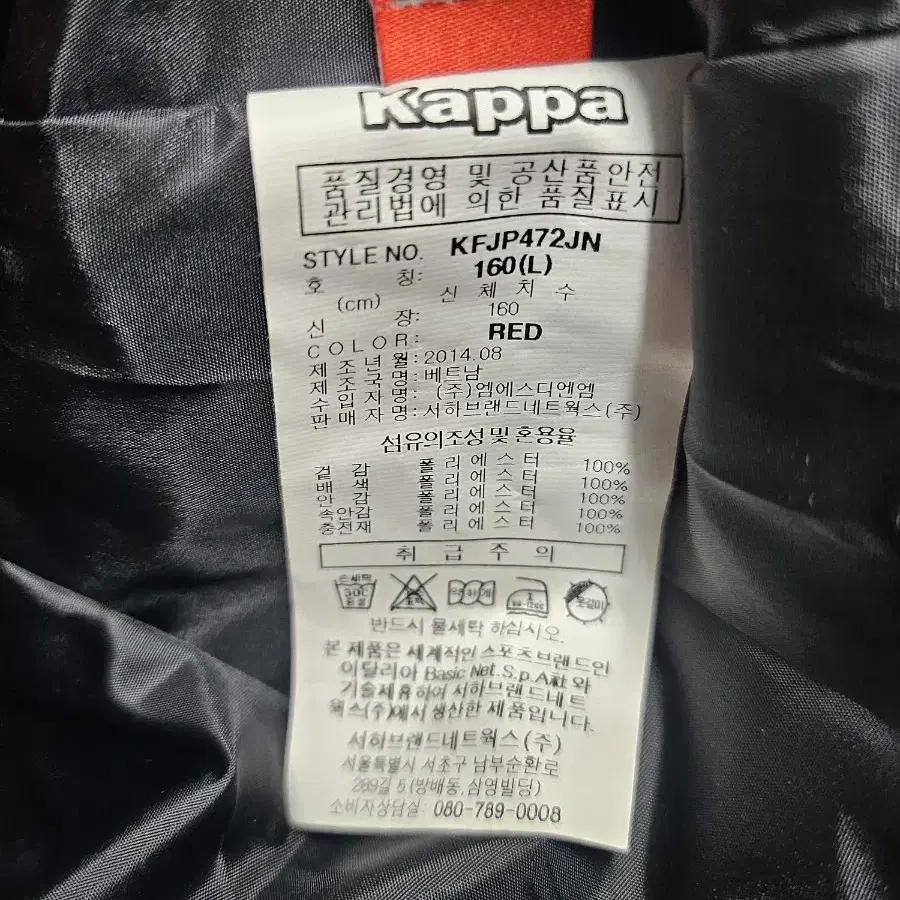 Kappa
품질경영 및 공산품안전
관리법에 의한 품질표시
STYLE NO. KFJP472JN
호 칭: 160(L)
(cm) 신 체 치 수
신 장: 160
COLOR: RED
제조년월:2014.08
제조국명:베트남
수입자명: (주)엠에스디엔엠
판매자명:서하브랜드네트웍스(주)
섬유의조성 및 혼용율
겉 감 폴리에스터 100%
배 색 폴리에스터 100%
안 감 폴리에스터 100%
속안감 폴리에스터 100%
충전재 폴리에스터 100%
취 급 주 의
손세탁 30℃ 중성 약하게
반드시 물세탁 하십시오.
본 제품은 세계적인 스포츠브랜드인
이탈리아 Basic Net.S.p.A社와
기술제휴하여 서하브랜드네트
웍스(주)에서 생산한 제품입니다.
서하브랜드네트웍스(주)
서울특별시 서초구 남부순환로
289길 5 (방배동,삼영빌딩)
소비자상담실: 080-789-0008